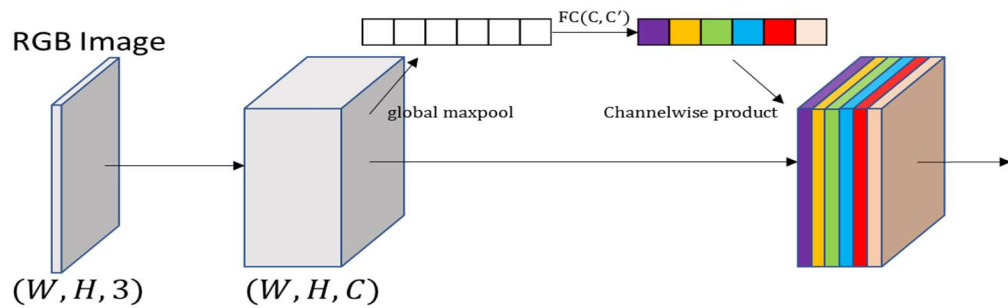 FC(C, C′)
RGB Image
global maxpool
Channelwise product
(W, H, 3)
(W, H, C)